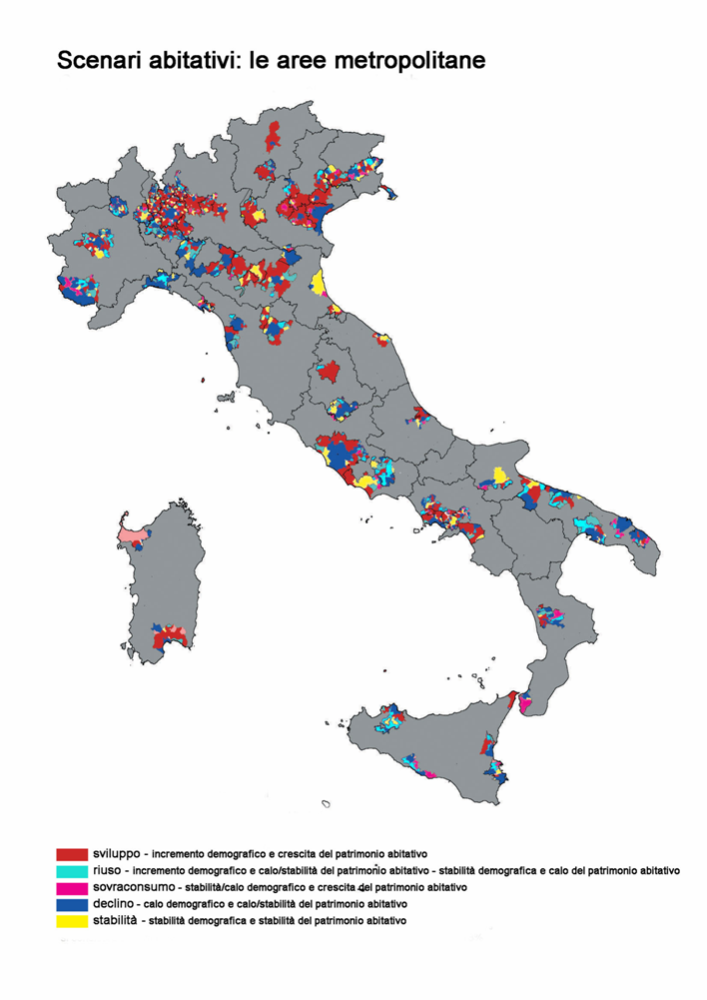 Scenari abitativi: le aree metropolitane
sviluppo - incremento demografico e crescita del patrimonio abitativo
riuso - incremento demografico e calo/stabilità del patrimonio abitativo - stabilità demografica e calo del patrimonio abitativo
sovraconsumo - stabilità/calo demografico e crescita del patrimonio abitativo
declino - calo demografico e calo/stabilità del patrimonio abitativo
stabilità - stabilità demografica e stabilità del patrimonio abitativo